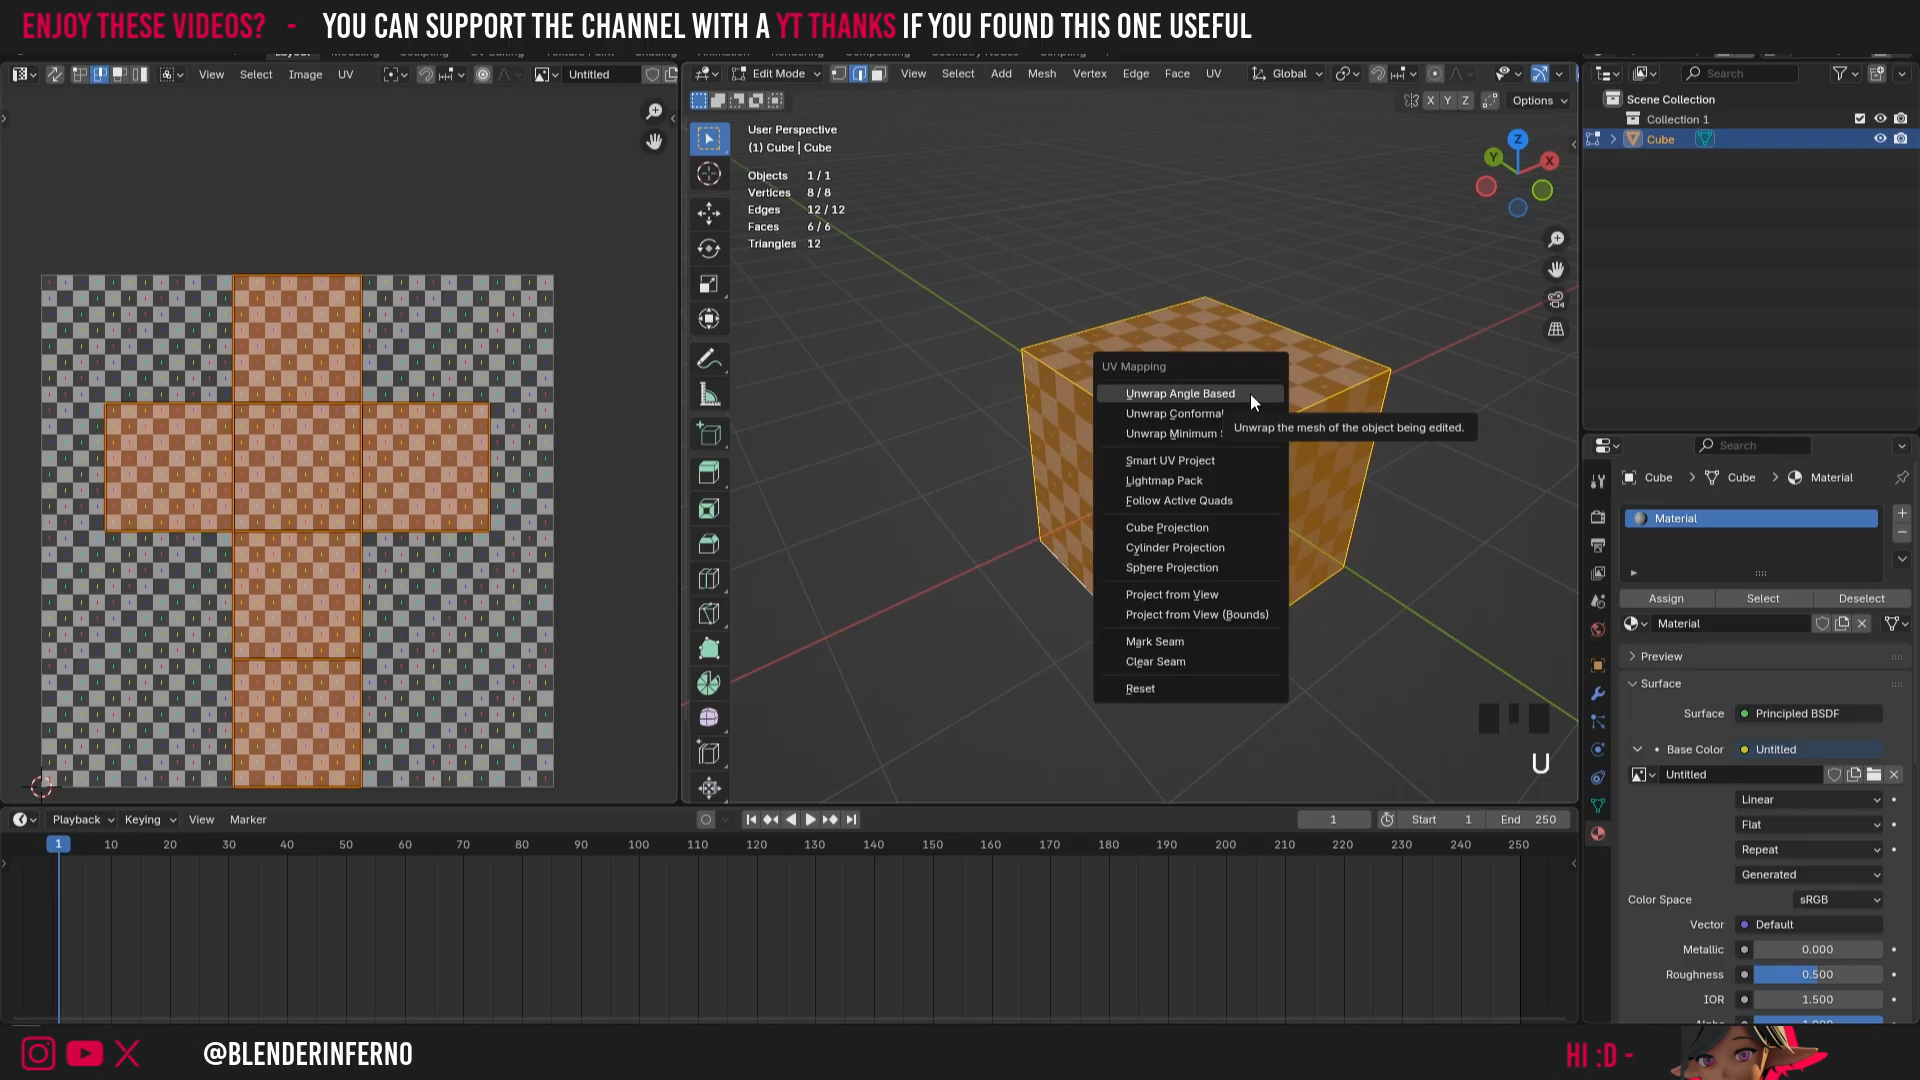 ENJOY THESE VIDEOS? - YOU CAN SUPPORT THE CHANNEL WITH A YT THANKS IF YOU FOUND THIS ONE USEFUL
View Select Image UV Untitled
Edit Mode View Select Add Mesh Vertex Edge Face UV Global
Search
X Y Z Options
Scene Collection
Collection 1
Cube
User Perspective
(1) Cube | Cube
Objects 1 / 1
Vertices 8 / 8
Edges 12 / 12
Faces 6 / 6
Triangles 12
Z
Y
X
UV Mapping
Unwrap Angle Based
Unwrap Conformal
Unwrap Minimum S
Unwrap the mesh of the object being edited.
Smart UV Project
Lightmap Pack
Follow Active Quads
Cube Projection
Cylinder Projection
Sphere Projection
Project from View
Project from View (Bounds)
Mark Seam
Clear Seam
Reset
U
Search
Cube > Cube > Material
Material
Assign Select Deselect
Material
Preview
Surface
Surface Principled BSDF
Base Color Untitled
Untitled
Linear
Flat
Repeat
Generated
Color Space sRGB
Vector Default
Metallic 0.000
Roughness 0.500
IOR 1.500
Playback Keying View Marker
1 Start 1 End 250
1 10 20 30 40 50 60 70 80 90 100 110 120 130 140 150 160 170 180 190 200 210 220 230 240 250
@BLENDERINFERNO
HI :D -